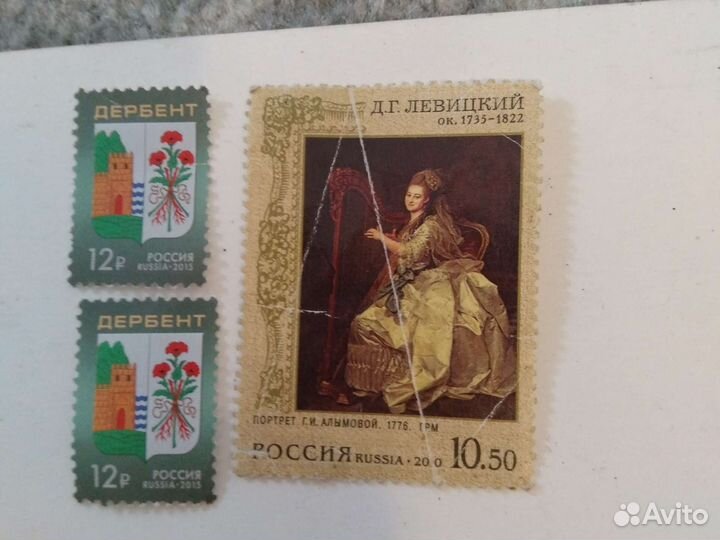 ДЕРБЕНТ
12₽
РОССИЯ
RUSSIA•2015
ДЕРБЕНТ
12₽
РОССИЯ
RUSSIA•2015
Д.Г. ЛЕВИЦКИЙ
ОК. 1735–1822
ПОРТРЕТ Г.И. АЛЫМОВОЙ. 1776. ГРМ
РОССИЯ RUSSIA • 10.50
Avito